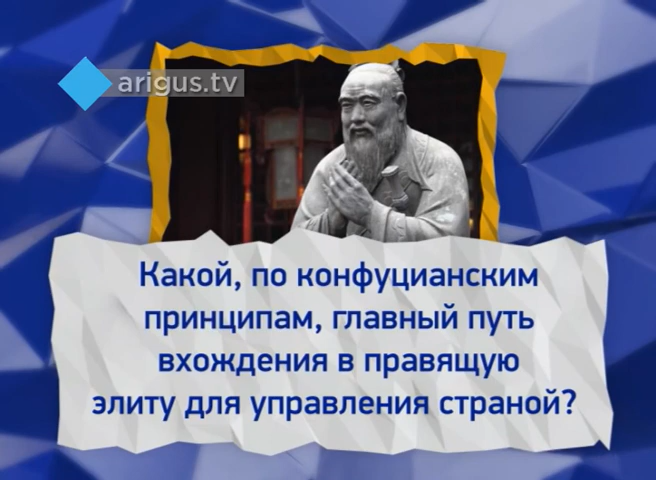 arigus.tv
Какой, по конфуцианским
принципам, главный путь
вхождения в правящую
элиту для управления страной?